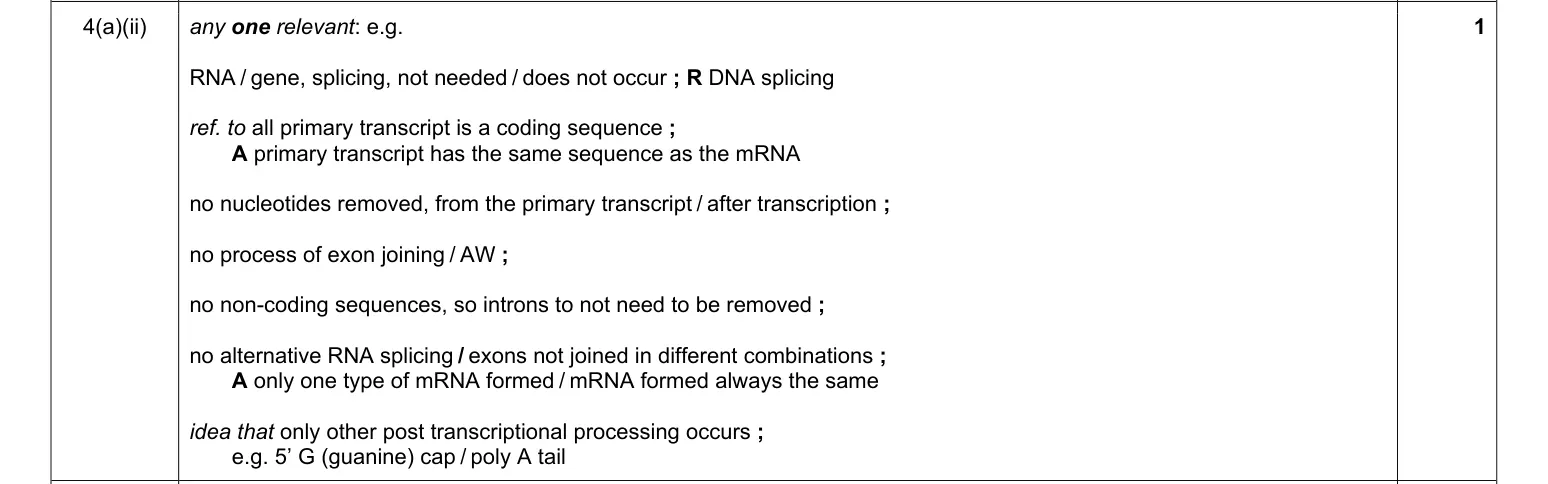 4(a)(ii) any one relevant: e.g. 1
RNA / gene, splicing, not needed / does not occur ; R DNA splicing
ref. to all primary transcript is a coding sequence ;
A primary transcript has the same sequence as the mRNA
no nucleotides removed, from the primary transcript / after transcription ;
no process of exon joining / AW ;
no non-coding sequences, so introns to not need to be removed ;
no alternative RNA splicing / exons not joined in different combinations ;
A only one type of mRNA formed / mRNA formed always the same
idea that only other post transcriptional processing occurs ;
e.g. 5’ G (guanine) cap / poly A tail